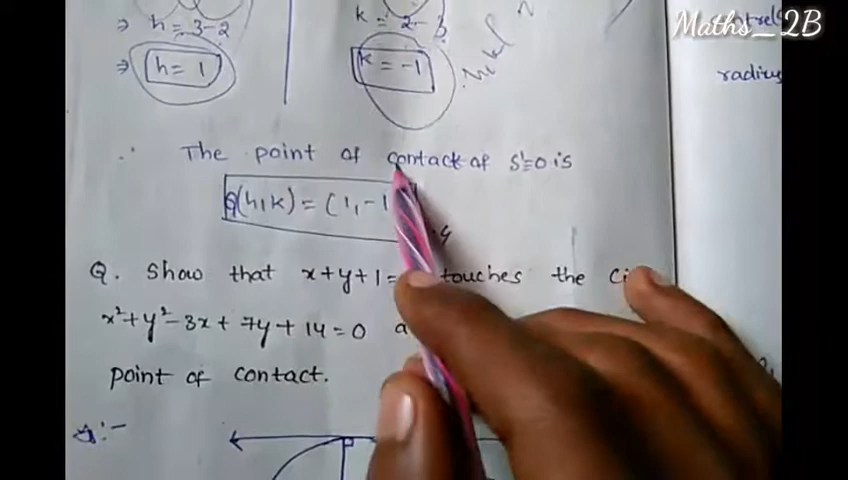 Maths_2B
⇒ h = 3-2
k = 2-3
⇒ h = 1
k = -1
radius
∴ The point of contact of S'=0 is
(h,k) = (1,-1
Q. Show that x+y+1= touches the
x²+y²-3x+7y+14=0
point of contact.